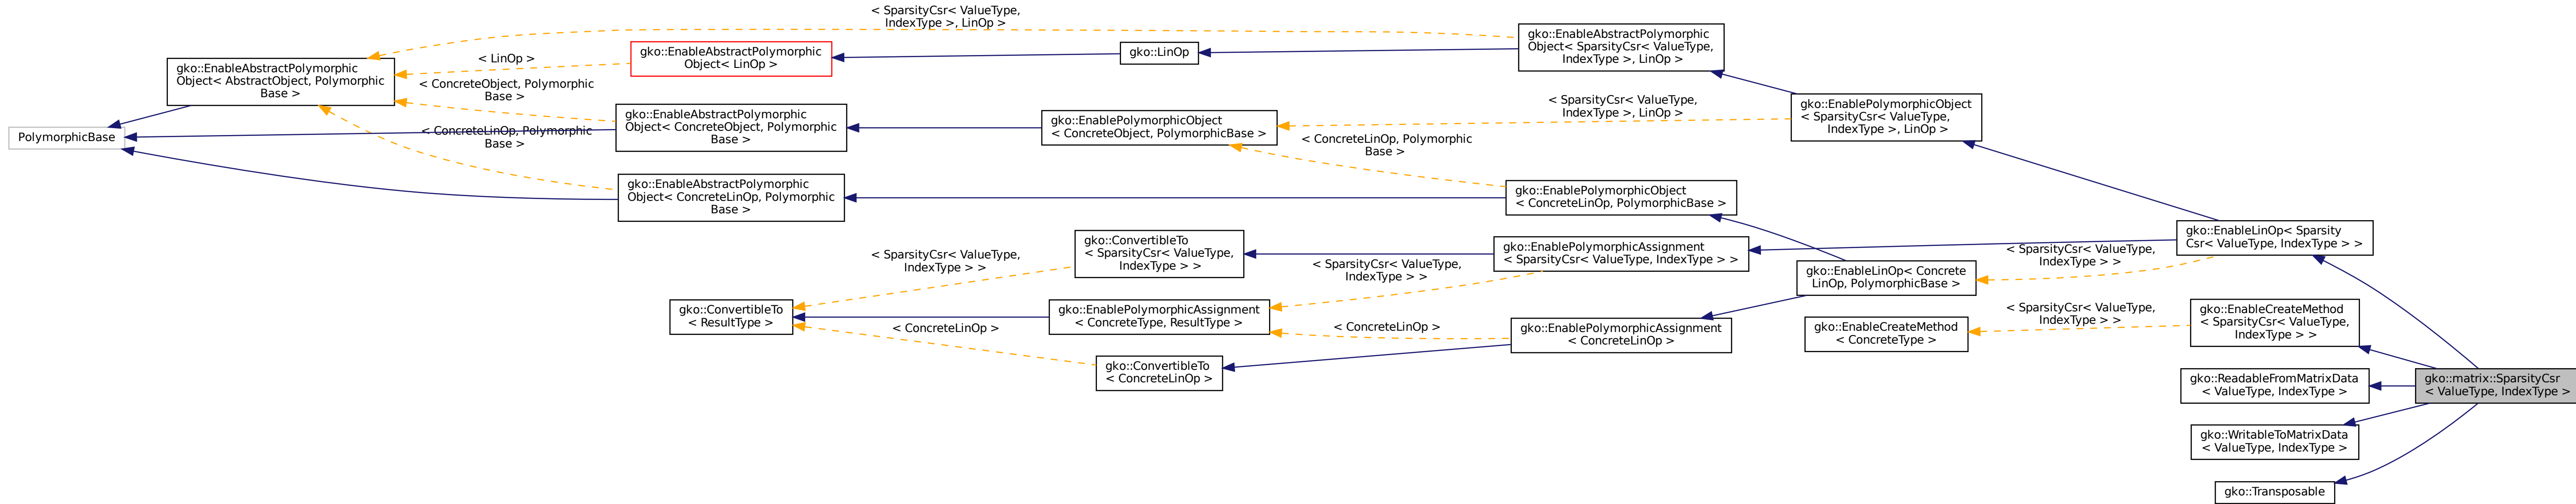 < SparsityCsr< ValueType,
IndexType >, LinOp >
gko::EnableAbstractPolymorphic
Object< SparsityCsr< ValueType,
IndexType >, LinOp >
gko::EnableAbstractPolymorphic
Object< LinOp >
gko::LinOp
< LinOp >
gko::EnableAbstractPolymorphic
Object< AbstractObject, Polymorphic
Base >
< ConcreteObject, Polymorphic
Base >
< SparsityCsr< ValueType,
IndexType >, LinOp >
gko::EnablePolymorphicObject
< SparsityCsr< ValueType,
IndexType >, LinOp >
gko::EnableAbstractPolymorphic
Object< ConcreteObject, Polymorphic
Base >
gko::EnablePolymorphicObject
< ConcreteObject, PolymorphicBase >
PolymorphicBase
< ConcreteLinOp, Polymorphic
Base >
< ConcreteLinOp, Polymorphic
Base >
gko::EnableAbstractPolymorphic
Object< ConcreteLinOp, Polymorphic
Base >
gko::EnablePolymorphicObject
< ConcreteLinOp, PolymorphicBase >
gko::EnableLinOp< Sparsity
Csr< ValueType, IndexType > >
gko::ConvertibleTo
< SparsityCsr< ValueType,
IndexType > >
gko::EnablePolymorphicAssignment
< SparsityCsr< ValueType, IndexType > >
< SparsityCsr< ValueType,
IndexType > >
< SparsityCsr< ValueType,
IndexType > >
< SparsityCsr< ValueType,
IndexType > >
gko::EnableLinOp< Concrete
LinOp, PolymorphicBase >
gko::ConvertibleTo
< ResultType >
gko::EnablePolymorphicAssignment
< ConcreteType, ResultType >
< ConcreteLinOp >
< ConcreteLinOp >
gko::EnablePolymorphicAssignment
< ConcreteLinOp >
gko::EnableCreateMethod
< ConcreteType >
< SparsityCsr< ValueType,
IndexType > >
gko::EnableCreateMethod
< SparsityCsr< ValueType,
IndexType > >
gko::ConvertibleTo
< ConcreteLinOp >
gko::ReadableFromMatrixData
< ValueType, IndexType >
gko::matrix::SparsityCsr
< ValueType, IndexType >
gko::WritableToMatrixData
< ValueType, IndexType >
gko::Transposable